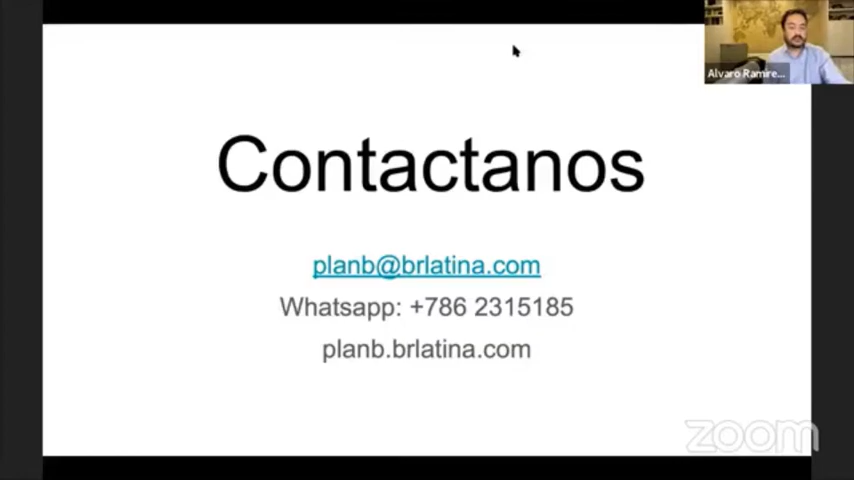 Alvaro Ramire...
Contactanos
planb@brlatina.com
Whatsapp: +786 2315185
planb.brlatina.com
zoom